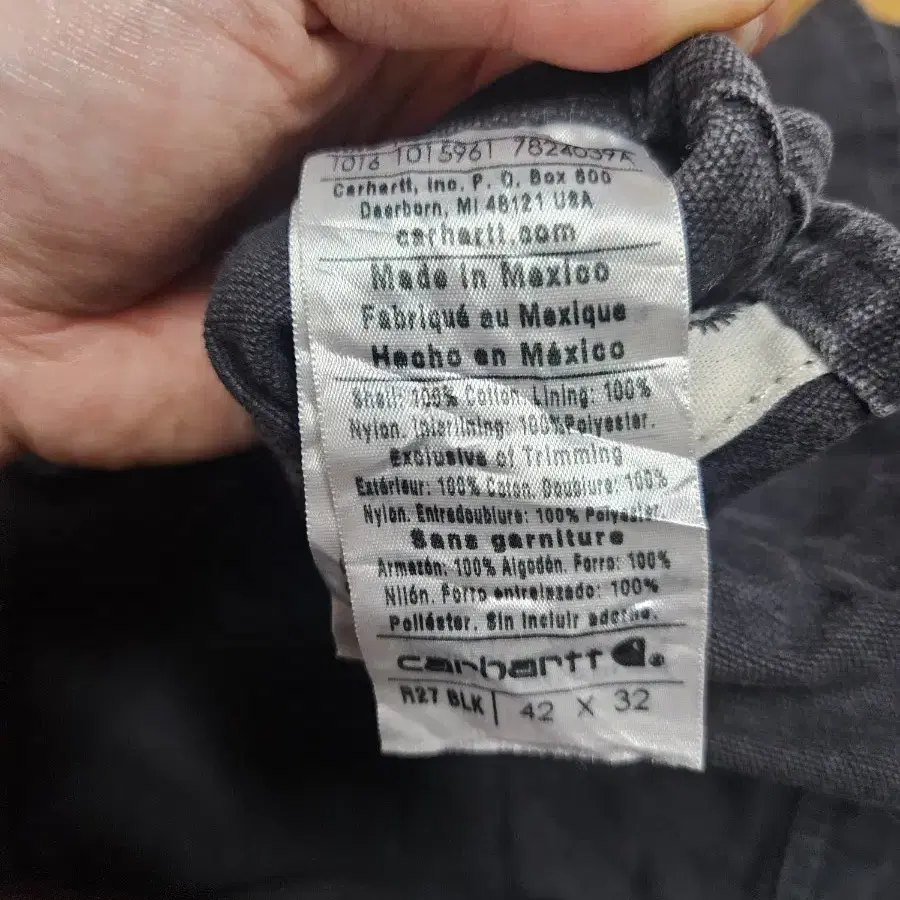 1016 1015961 7824039A
Carhartt, Inc. P. O. Box 600
Dearborn, MI 48121 USA
carhartt.com
Made in Mexico
Fabriqué au Mexique
Hecho en México
Shell: 100% Cotton. Lining: 100%
Nylon. Interlining: 100%Polyester.
Exclusive of Trimming
Extérieur: 100% Coton. Doublure: 100%
Nylon. Entredoublure: 100% Polyester.
Sans garniture
Armazón: 100% Algodón. Forro: 100%
Nilón. Forro entrelazado: 100%
Poliéster. Sin incluir adorno.
carhartt
R27 BLK 42 X 32